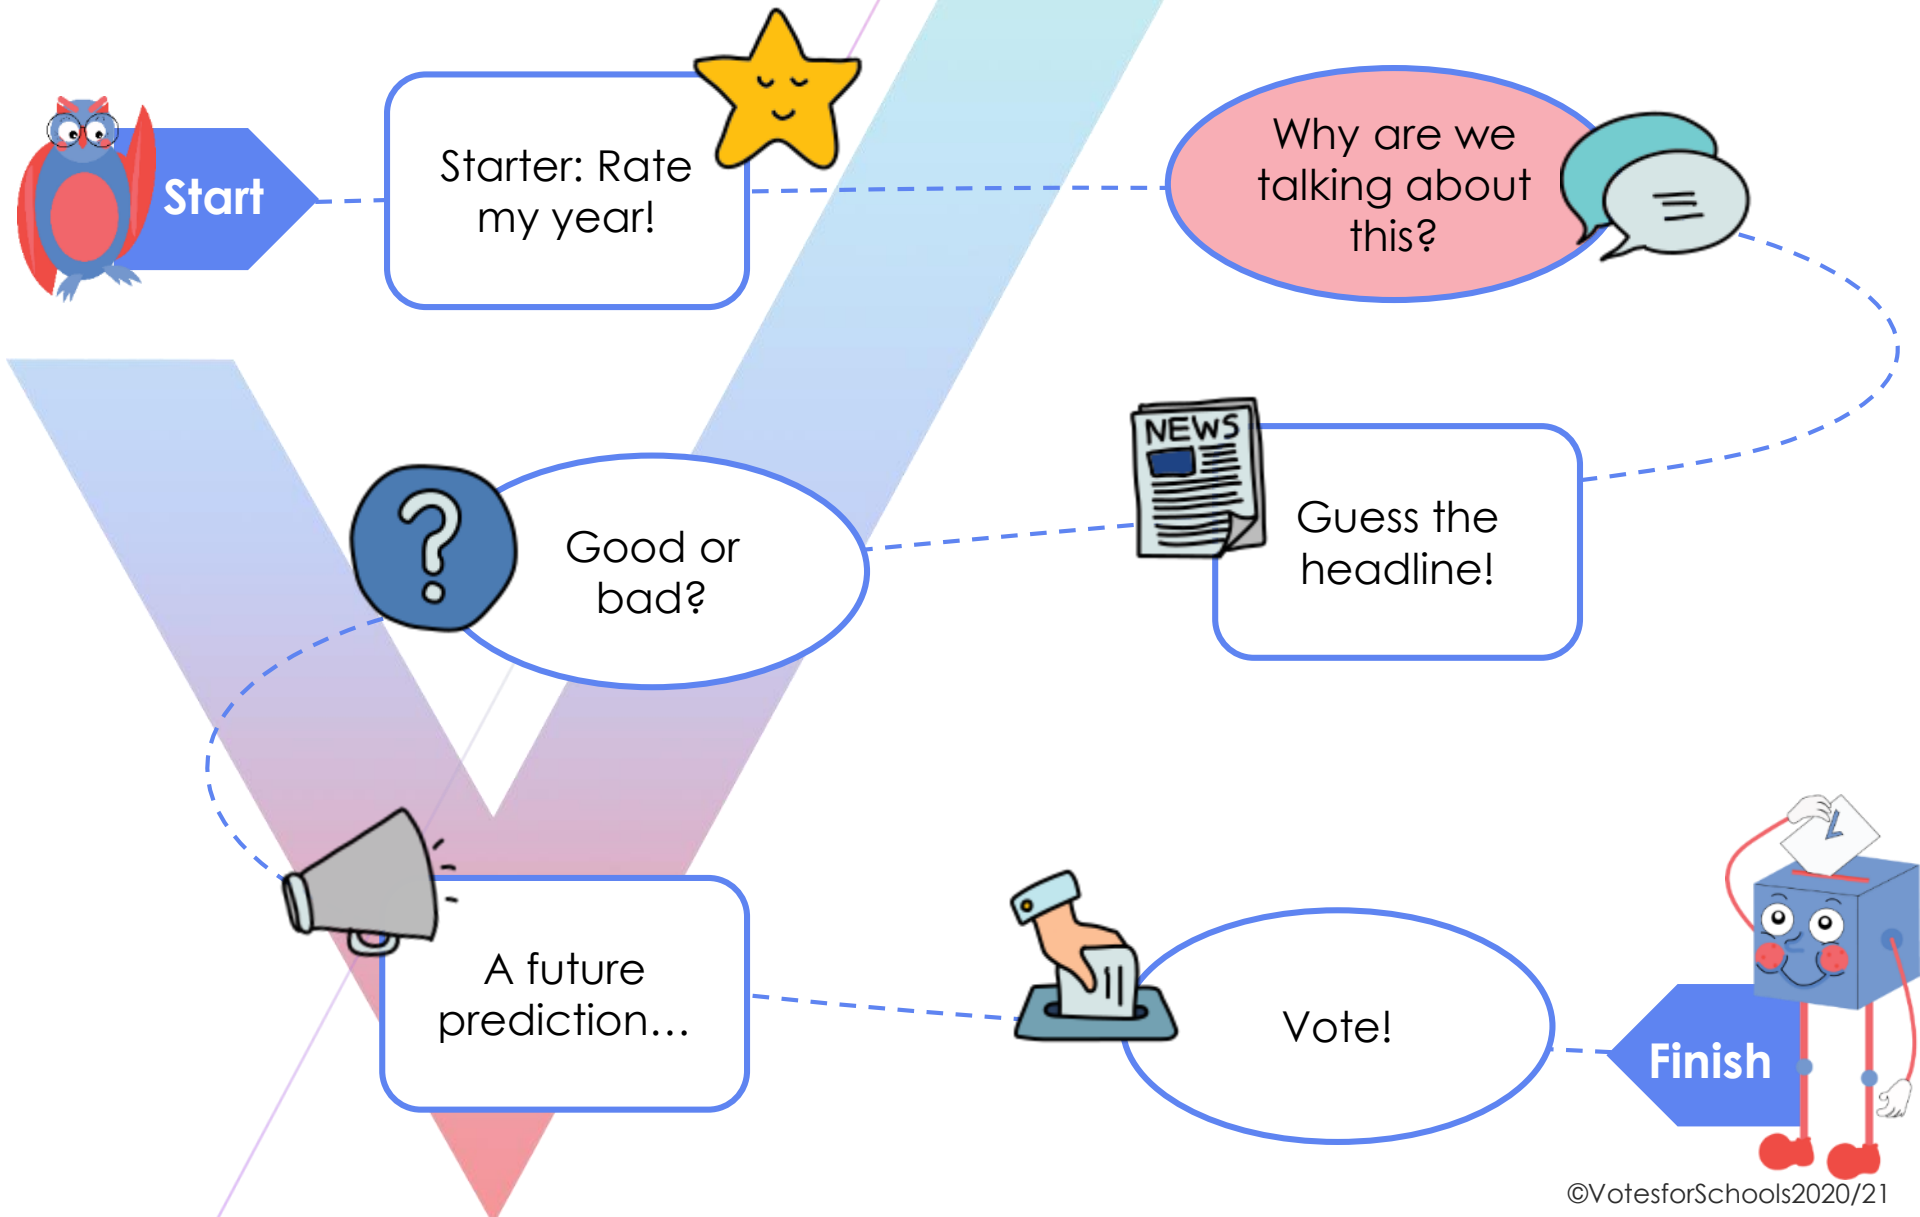 Start
Starter: Rate
my year!
Why are we
talking about
this?
NEWS
Guess the
headline!
Good or
bad?
A future
prediction...
Vote!
Finish
©VotesforSchools2020/21